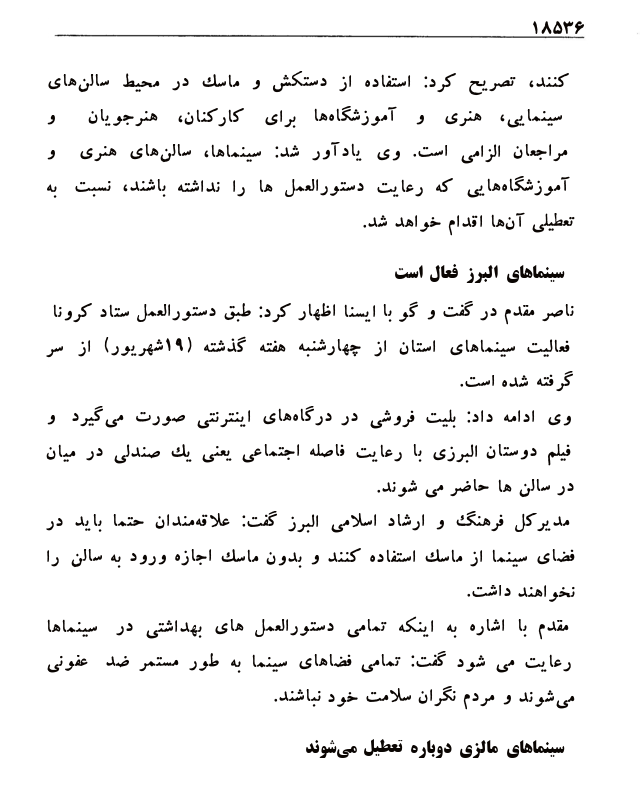 ۱۸۵۳۶
کنند، تصریح کرد: استفاده از دستکش و ماسك در محیط سالن‌های
سینمایی، هنری و آموزشگاه‌ها برای کارکنان، هنرجویان و
مراجعان الزامی است. وی یادآور شد: سینماها، سالن‌های هنری و
آموزشگاه‌هایی که رعایت دستورالعمل ها را نداشته باشند، نسبت به
تعطیلی آن‌ها اقدام خواهد شد.
سینماهای البرز فعال است
ناصر مقدم در گفت و گو با ایسنا اظهار کرد: طبق دستورالعمل ستاد کرونا
فعالیت سینماهای استان از چهارشنبه هفته گذشته (۱۹شهریور) از سر
گرفته شده است.
وی ادامه داد: بلیت فروشی در درگاه‌های اینترنتی صورت می‌گیرد و
فیلم دوستان البرزی با رعایت فاصله اجتماعی یعنی یك صندلی در میان
در سالن ها حاضر می شوند.
مدیرکل فرهنگ و ارشاد اسلامی البرز گفت: علاقه‌مندان حتما باید در
فضای سینما از ماسك استفاده کنند و بدون ماسك اجازه ورود به سالن را
نخواهند داشت.
مقدم با اشاره به اینکه تمامی دستورالعمل های بهداشتی در سینماها
رعایت می شود گفت: تمامی فضاهای سینما به طور مستمر ضد عفونی
می‌شوند و مردم نگران سلامت خود نباشند.
سینماهای مالزی دوباره تعطیل می‌شوند